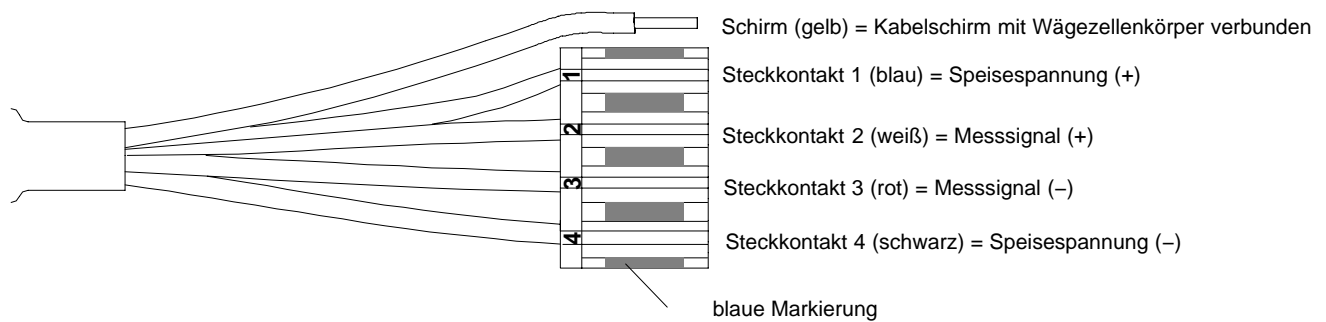 Schirm (gelb) = Kabelschirm mit Wägezellenkörper verbunden
1 Steckkontakt 1 (blau) = Speisespannung (+)
2 Steckkontakt 2 (weiß) = Messsignal (+)
3 Steckkontakt 3 (rot) = Messsignal (−)
4 Steckkontakt 4 (schwarz) = Speisespannung (−)
blaue Markierung